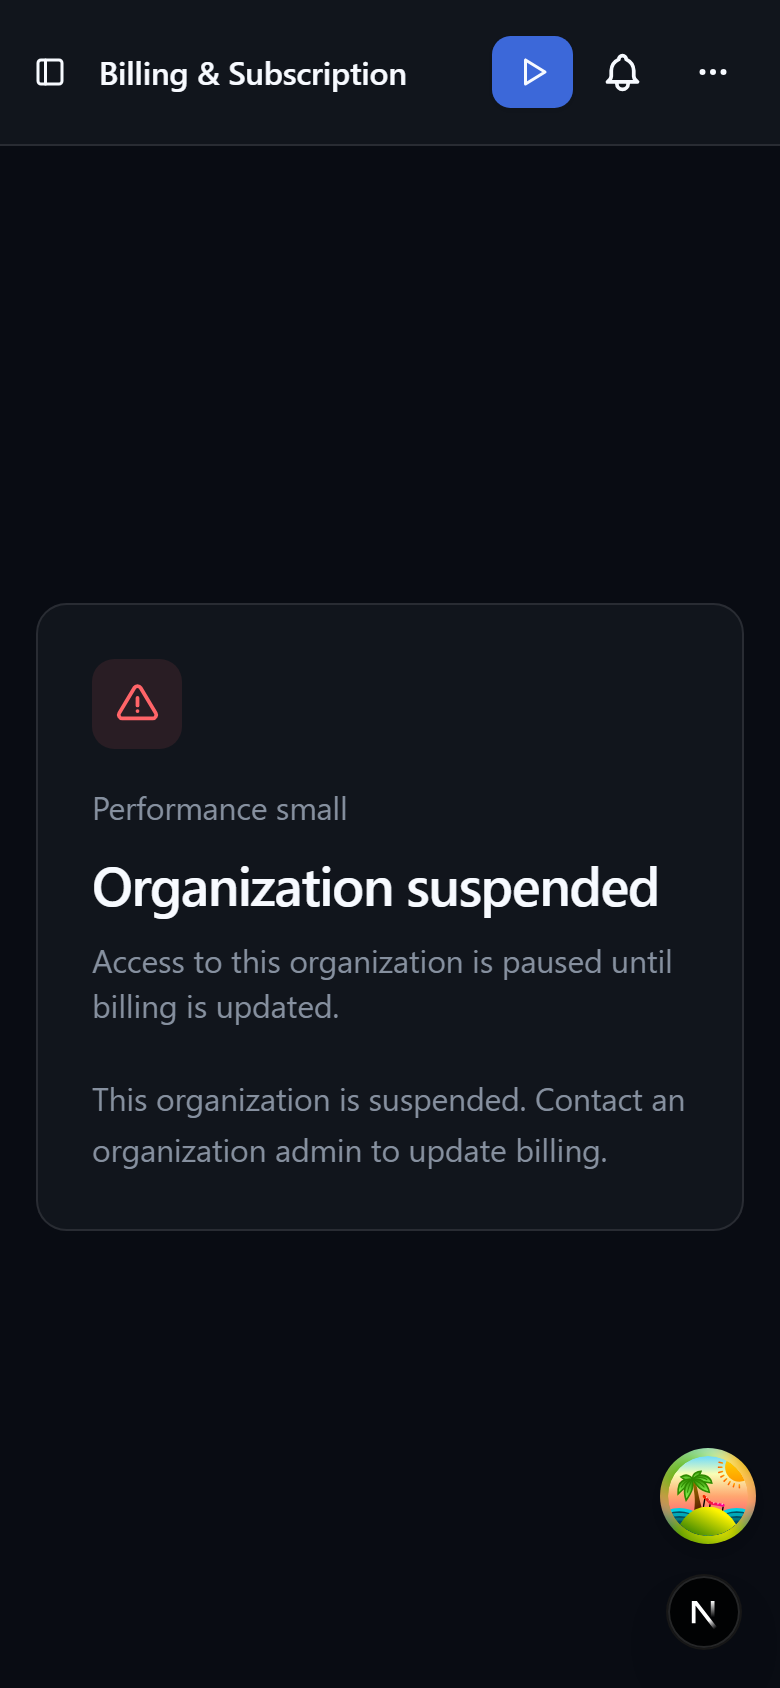 Billing & Subscription
Performance small
Organization suspended
Access to this organization is paused until
billing is updated.
This organization is suspended. Contact an
organization admin to update billing.
N